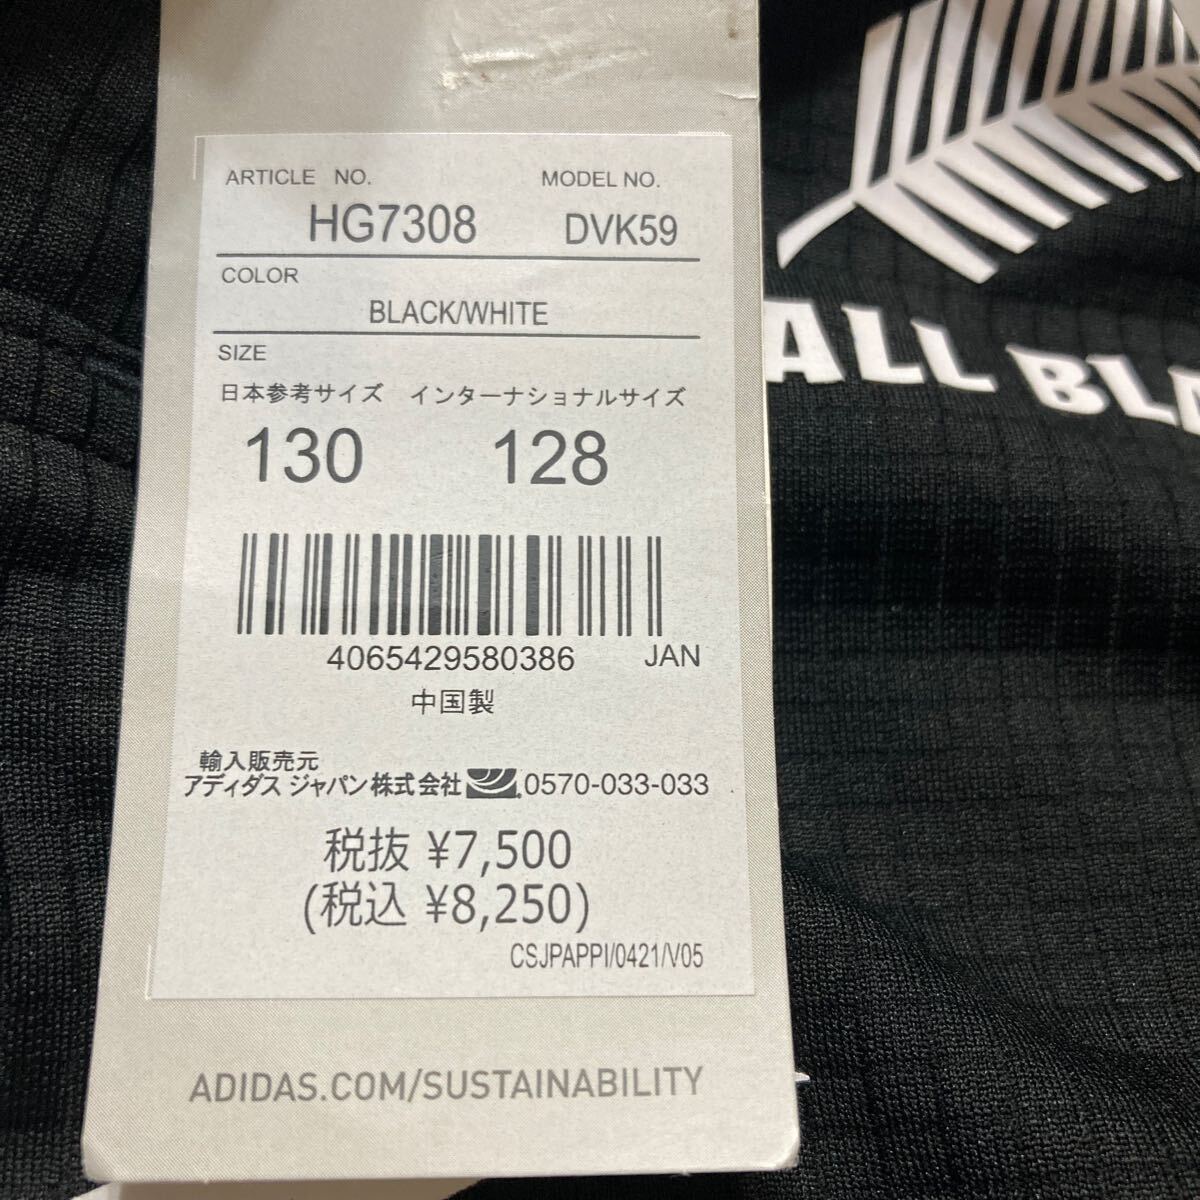 ARTICLE NO. MODEL NO.
HG7308 DVK59
COLOR
BLACK/WHITE
SIZE
日本参考サイズ インターナショナルサイズ
130 128
4065429580386 JAN
中国製
輸入販売元
アディダス ジャパン株式会社 0570-033-033
税抜 ¥7,500
(税込 ¥8,250)
CSJPAPPI/0421/V05
ADIDAS.COM/SUSTAINABILITY
ALL BLA